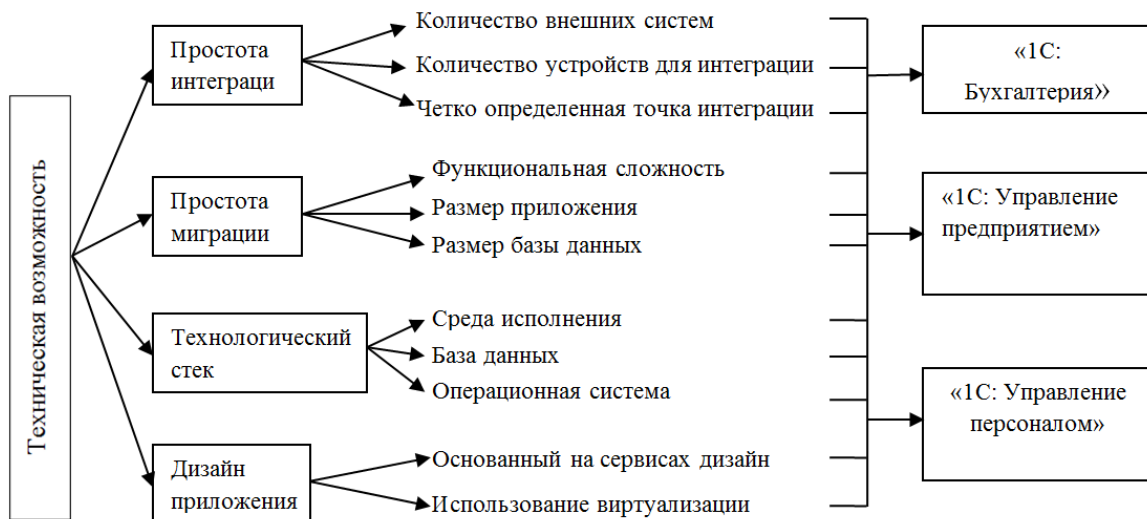 Техническая возможность
Простота
интеграци
Количество внешних систем
Количество устройств для интеграции
Четко определенная точка интеграции
Простота
миграции
Функциональная сложность
Размер приложения
Размер базы данных
Технологический
стек
Среда исполнения
База данных
Операционная система
Дизайн
приложения
Основанный на сервисах дизайн
Использование виртуализации
«1С:
Бухгалтерия»
«1С: Управление
предприятием»
«1С: Управление
персоналом»